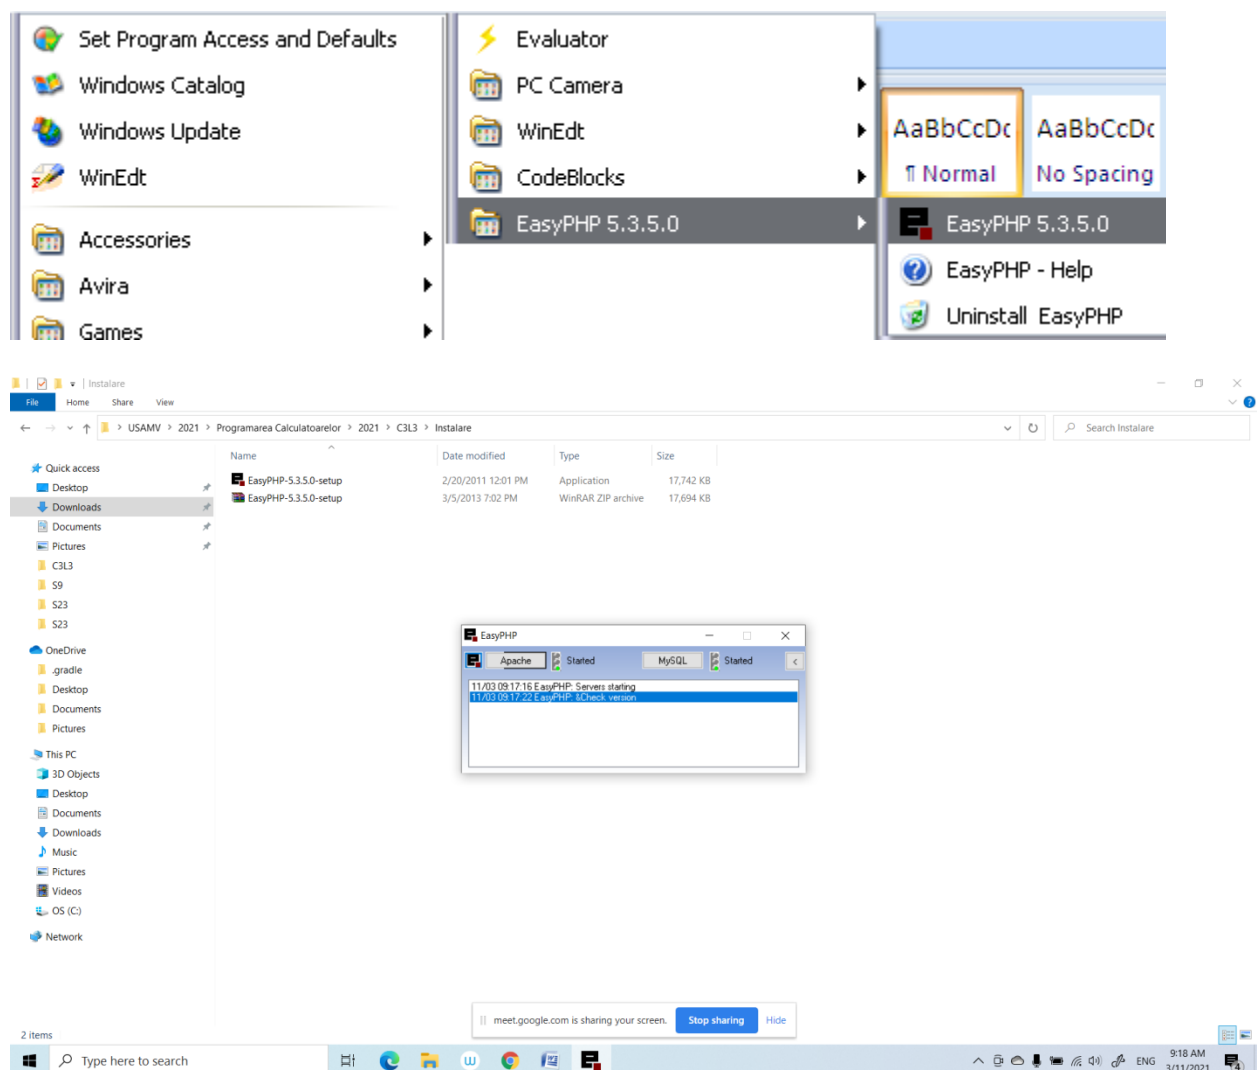 Set Program Access and Defaults
Windows Catalog
Windows Update
WinEdt
Accessories
Avira
Games
Evaluator
PC Camera
WinEdt
CodeBlocks
EasyPHP 5.3.5.0
AaBbCcDc AaBbCcDc
¶ Normal No Spacing
EasyPHP 5.3.5.0
EasyPHP - Help
Uninstall EasyPHP
Instalare
File Home Share View
USAMV > 2021 > Programarea Calculatoarelor > 2021 > C3L3 > Instalare
Search Instalare
Name Date modified Type Size
EasyPHP-5.3.5.0-setup 2/20/2011 12:01 PM Application 17,742 KB
EasyPHP-5.3.5.0-setup 3/5/2013 7:02 PM WinRAR ZIP archive 17,694 KB
Quick access
Desktop
Downloads
Documents
Pictures
C3L3
S9
S23
S23
OneDrive
.gradle
Desktop
Documents
Pictures
This PC
3D Objects
Desktop
Documents
Downloads
Music
Pictures
Videos
OS (C:)
Network
EasyPHP
Apache Started MySQL Started
11/03 09:17:16 EasyPHP: Servers starting
11/03 09:17:22 EasyPHP: &Check version
meet.google.com is sharing your screen. Stop sharing Hide
2 items
Type here to search
ENG
9:18 AM
3/11/2021
4